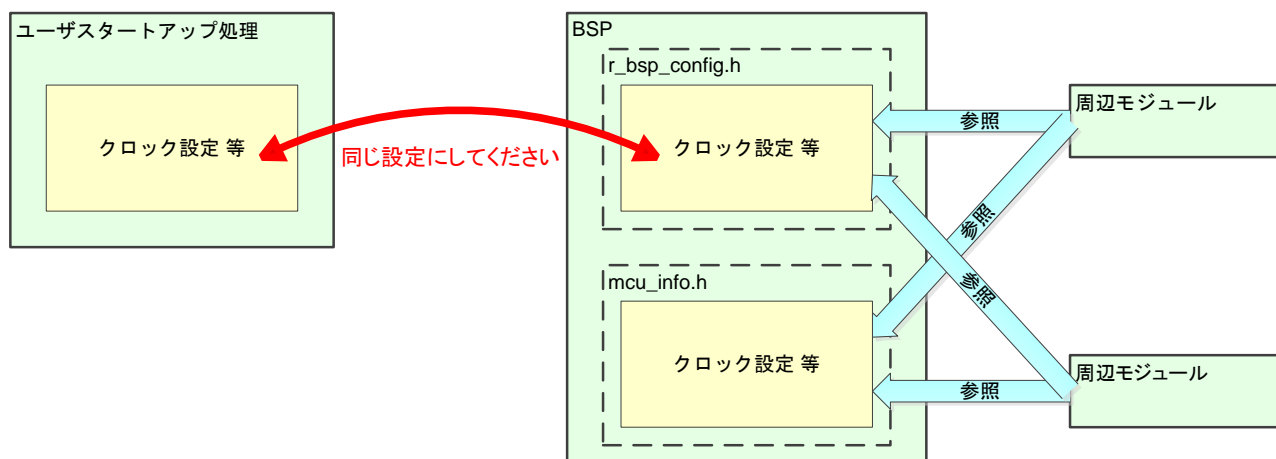 ユーザスタートアップ処理
クロック設定 等
同じ設定にしてください
BSP
r_bsp_config.h
クロック設定 等
mcu_info.h
クロック設定 等
参照
参照
参照
参照
周辺モジュール
周辺モジュール